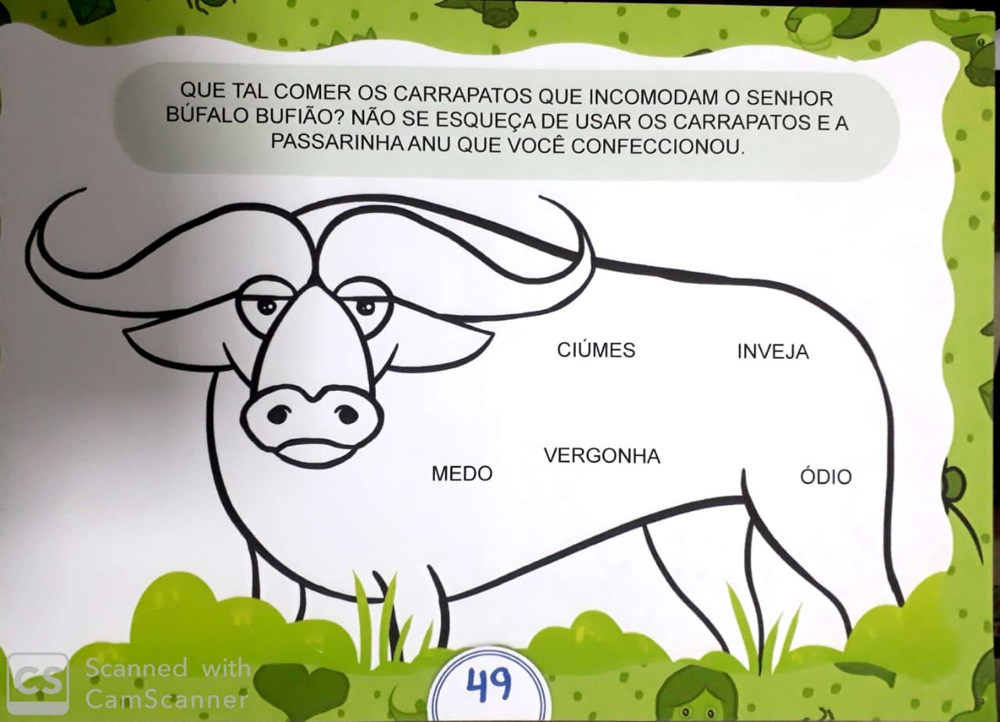 QUE TAL COMER OS CARRAPATOS QUE INCOMODAM O SENHOR
BÚFALO BUFIÃO? NÃO SE ESQUEÇA DE USAR OS CARRAPATOS E A
PASSARINHA ANU QUE VOCÊ CONFECCIONOU.
CIÚMES INVEJA
VERGONHA
MEDO ÓDIO
49
CS Scanned with
CamScanner